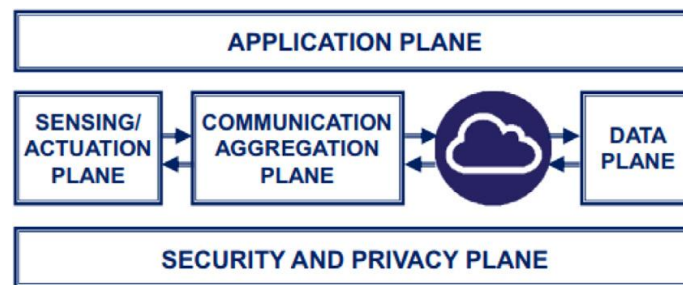 APPLICATION PLANE
SENSING/
ACTUATION
PLANE
COMMUNICATION
AGGREGATION
PLANE
DATA
PLANE
SECURITY AND PRIVACY PLANE